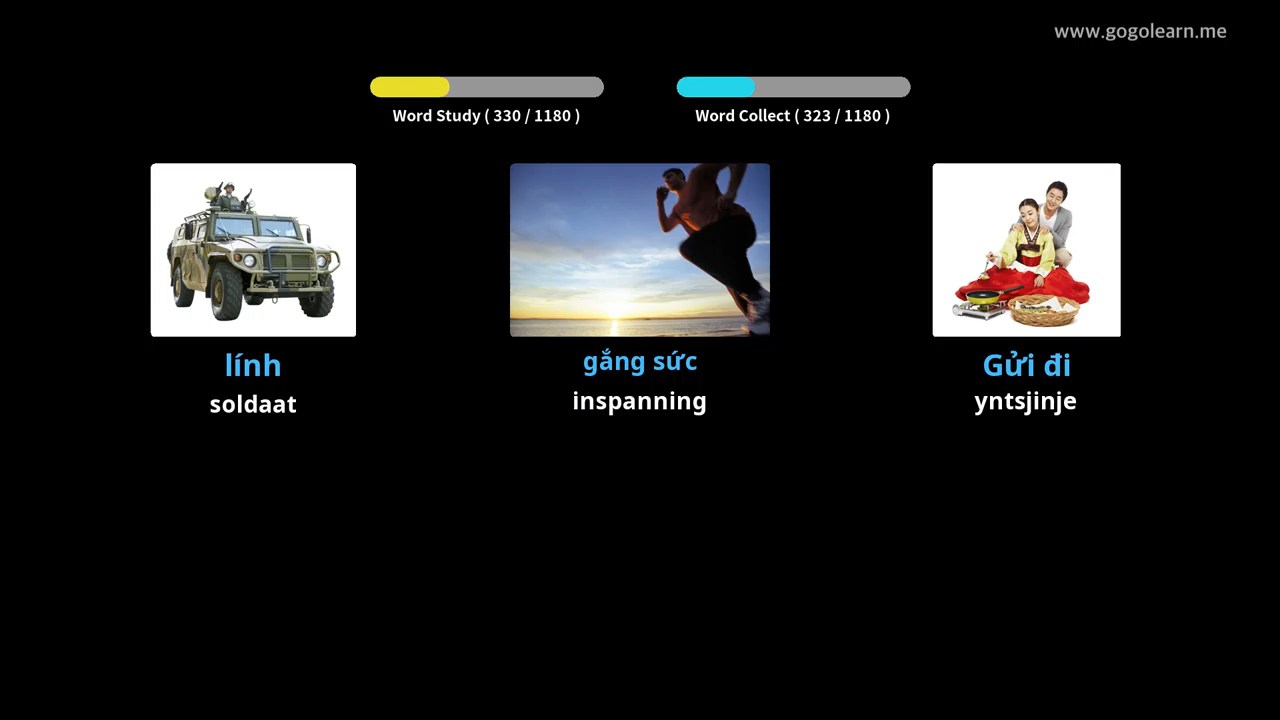 www.gogolearn.me
Word Study ( 330 / 1180 )
Word Collect ( 323 / 1180 )
lính
gắng sức
Gửi đi
soldaat
inspanning
yntsjinje